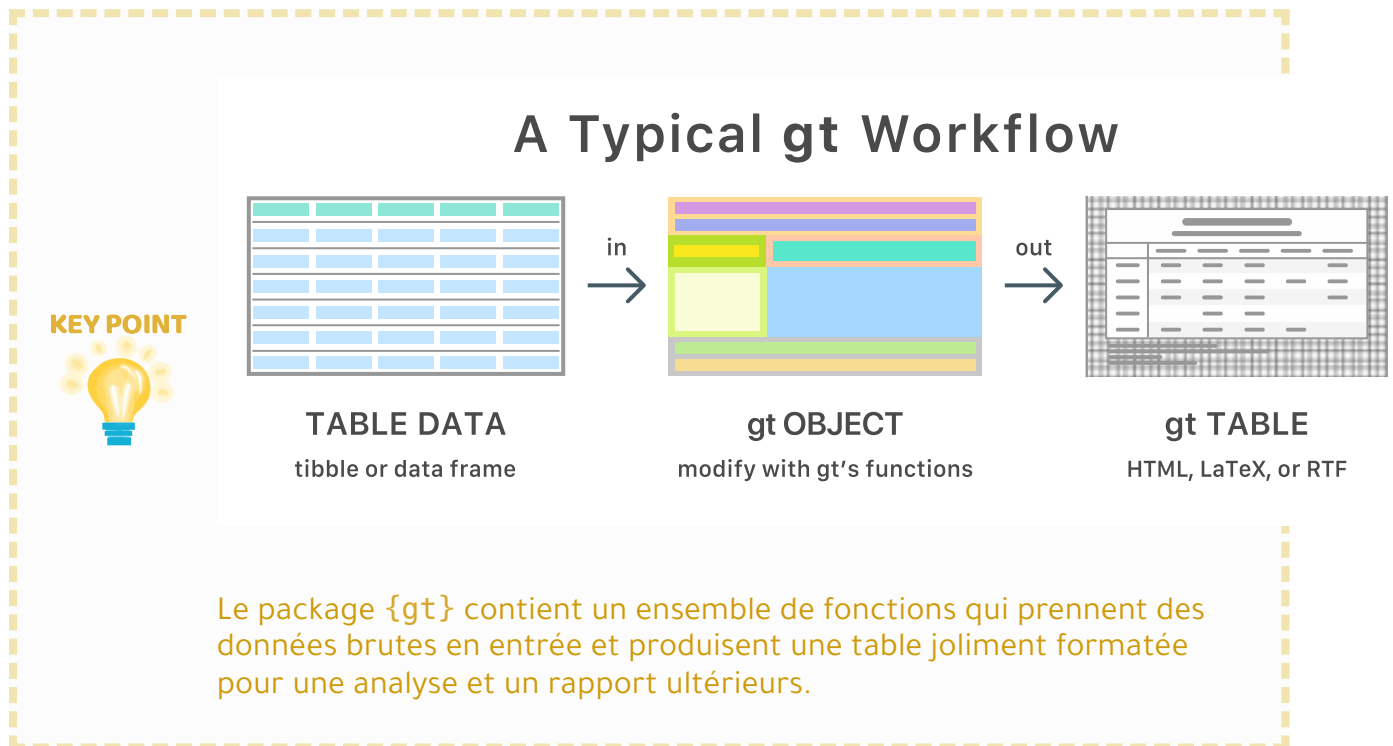 A Typical gt Workflow
in
out
KEY POINT
TABLE DATA
gt OBJECT
gt TABLE
tibble or data frame
modify with gt’s functions
HTML, LaTeX, or RTF
Le package {gt} contient un ensemble de fonctions qui prennent des
données brutes en entrée et produisent une table joliment formatée
pour une analyse et un rapport ultérieurs.